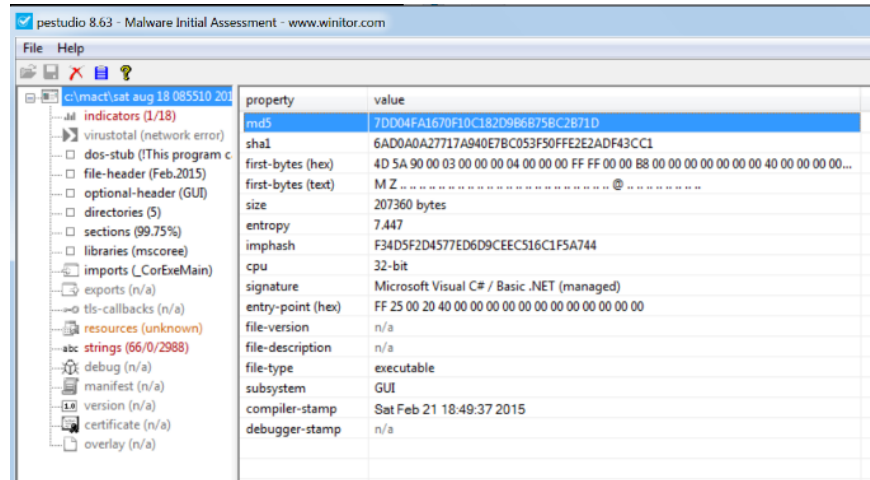 pestudio 8.63 - Malware Initial Assessment - www.winitor.com
File Help
c:\mact\sat aug 18 085510 201
indicators (1/18)
virustotal (network error)
dos-stub (!This program c
file-header (Feb.2015)
optional-header (GUI)
directories (5)
sections (99.75%)
libraries (mscoree)
imports (_CorExeMain)
exports (n/a)
tls-callbacks (n/a)
resources (unknown)
abc strings (66/0/2988)
debug (n/a)
manifest (n/a)
1.0 version (n/a)
certificate (n/a)
overlay (n/a)
property value
md5 7DD04FA1670F10C182D9B6B75BC2B71D
sha1 6AD0A0A27717A940E7BC053F50FFE2E2ADF43CC1
first-bytes (hex) 4D 5A 90 00 03 00 00 00 04 00 00 00 FF FF 00 00 B8 00 00 00 00 00 00 00 40 00 00 00 00...
first-bytes (text) M Z .. .. .. .. .. .. .. .. .. .. .. .. .. .. .. .. .. .. .. .. .. .. @ .. .. .. .. .. .. ..
size 207360 bytes
entropy 7.447
imphash F34D5F2D4577ED6D9CEEC516C1F5A744
cpu 32-bit
signature Microsoft Visual C# / Basic .NET (managed)
entry-point (hex) FF 25 00 20 40 00 00 00 00 00 00 00 00 00 00 00
file-version n/a
file-description n/a
file-type executable
subsystem GUI
compiler-stamp Sat Feb 21 18:49:37 2015
debugger-stamp n/a